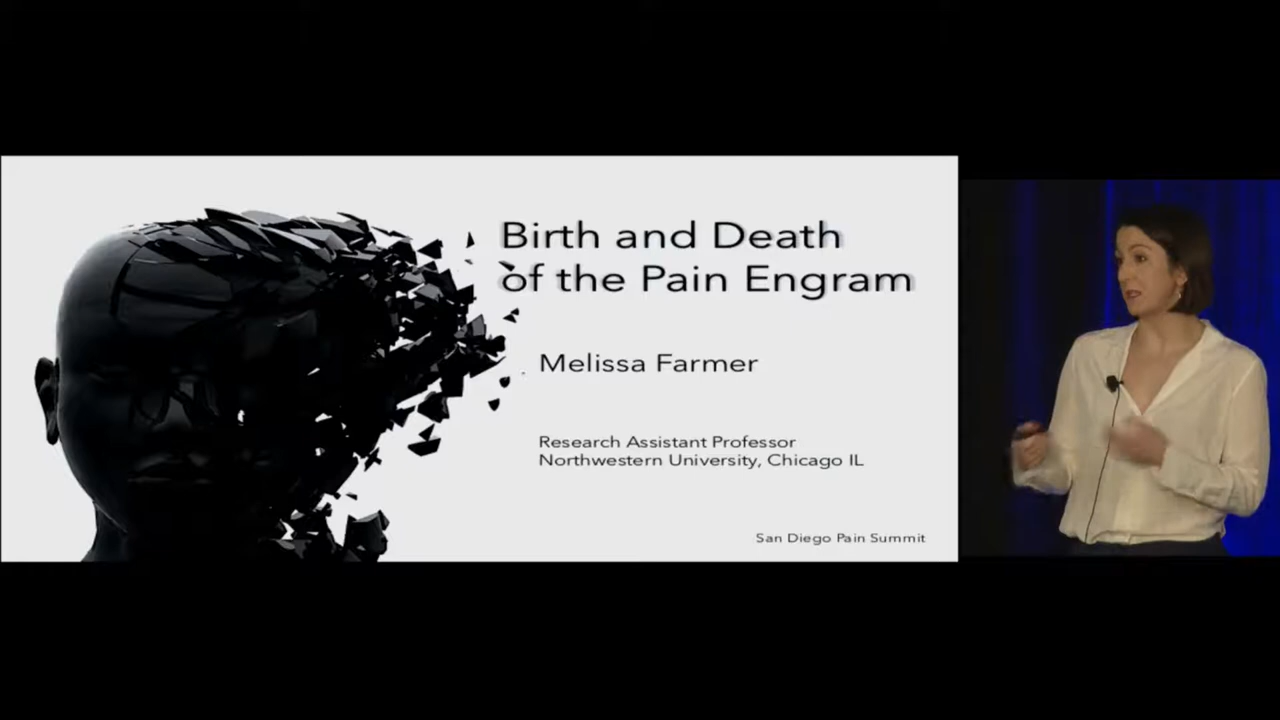 Birth and Death
of the Pain Engram
Melissa Farmer
Research Assistant Professor
Northwestern University, Chicago IL
San Diego Pain Summit